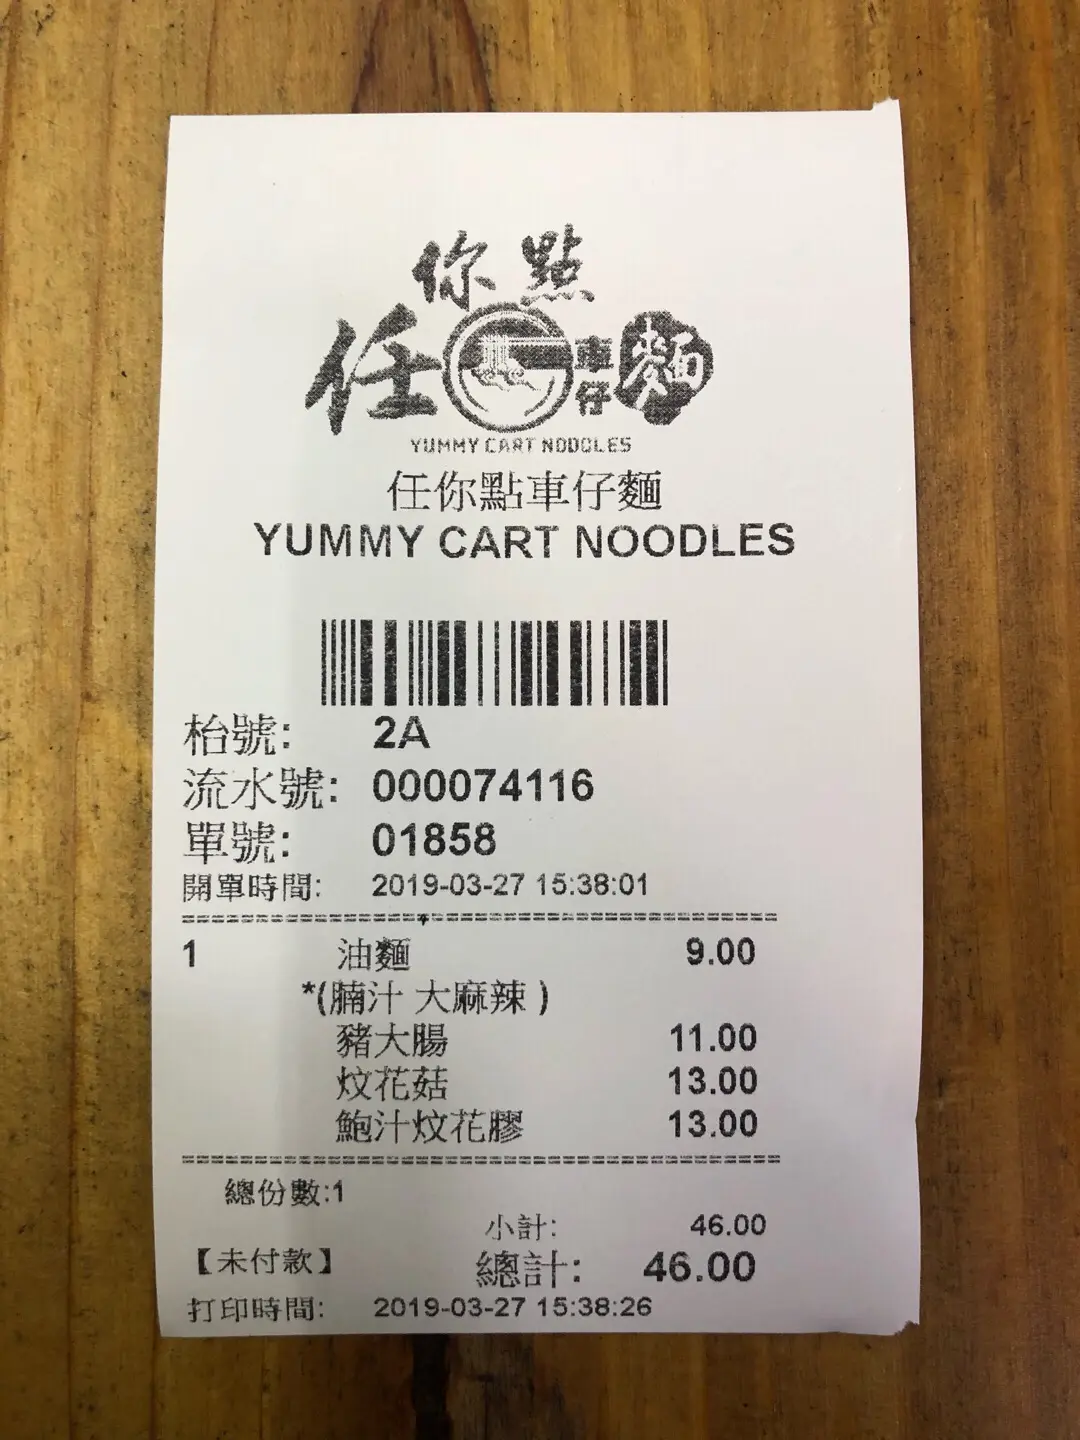 任你點車仔麵
YUMMY CART NOODLES
任你點車仔麵
YUMMY CART NOODLES
枱號: 2A
流水號: 000074116
單號: 01858
開單時間: 2019-03-27 15:38:01
1 油麵 9.00
*(腩汁 大麻辣 )
豬大腸 11.00
炆花菇 13.00
鮑汁炆花膠 13.00
總份數:1
小計: 46.00
【未付款】 總計: 46.00
打印時間: 2019-03-27 15:38:26